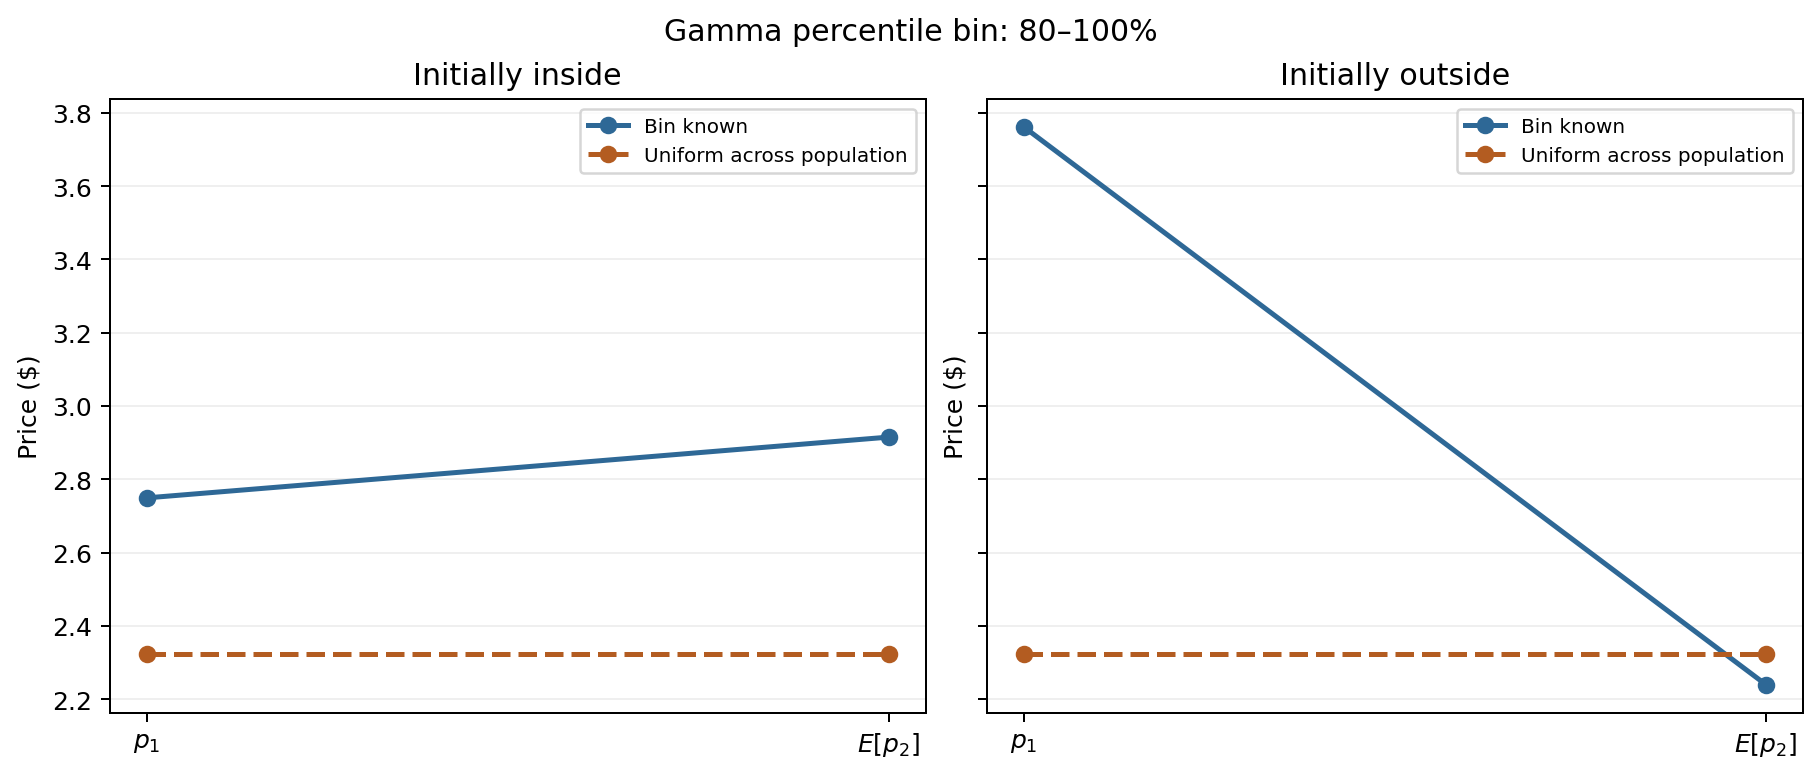 Gamma percentile bin: 80–100%
Initially inside
Price ($)
3.8
3.6
3.4
3.2
3.0
2.8
2.6
2.4
2.2
Bin known
Uniform across population
p₁
E[p₂]
Initially outside
Price ($)
Bin known
Uniform across population
p₁
E[p₂]